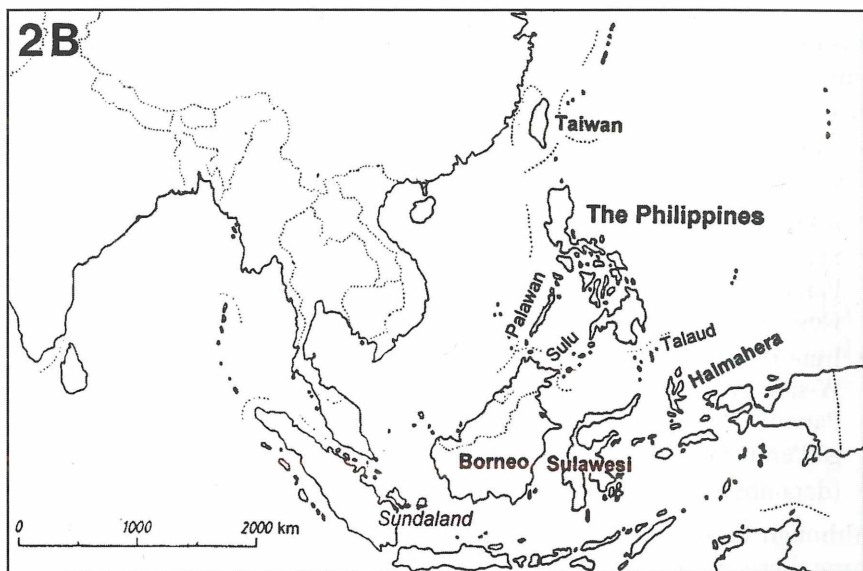 2B
Taiwan
The Philippines
Palawan
Sulu
Talaud
Halmahera
Borneo
Sulawesi
Sundaland
0 1000 2000 km